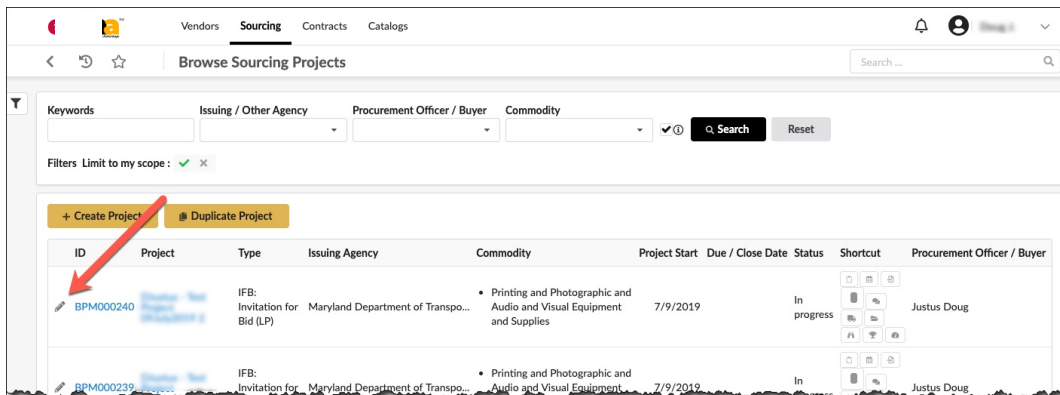 Vendors Sourcing Contracts Catalogs
Browse Sourcing Projects
Search ...
Keywords Issuing / Other Agency Procurement Officer / Buyer Commodity
Search Reset
Filters Limit to my scope :
+ Create Project Duplicate Project
ID Project Type Issuing Agency Commodity Project Start Due / Close Date Status Shortcut Procurement Officer / Buyer
IFB:
• Printing and Photographic and
BPM000240 Invitation for Maryland Department of Transpo... Audio and Visual Equipment 7/9/2019 In Justus Doug
Bid (LP) and Supplies progress
IFB:
• Printing and Photographic and
BPM000239 Invitation for Maryland Department of Transpo... Audio and Visual Equipment 7/9/2019 In Justus Doug